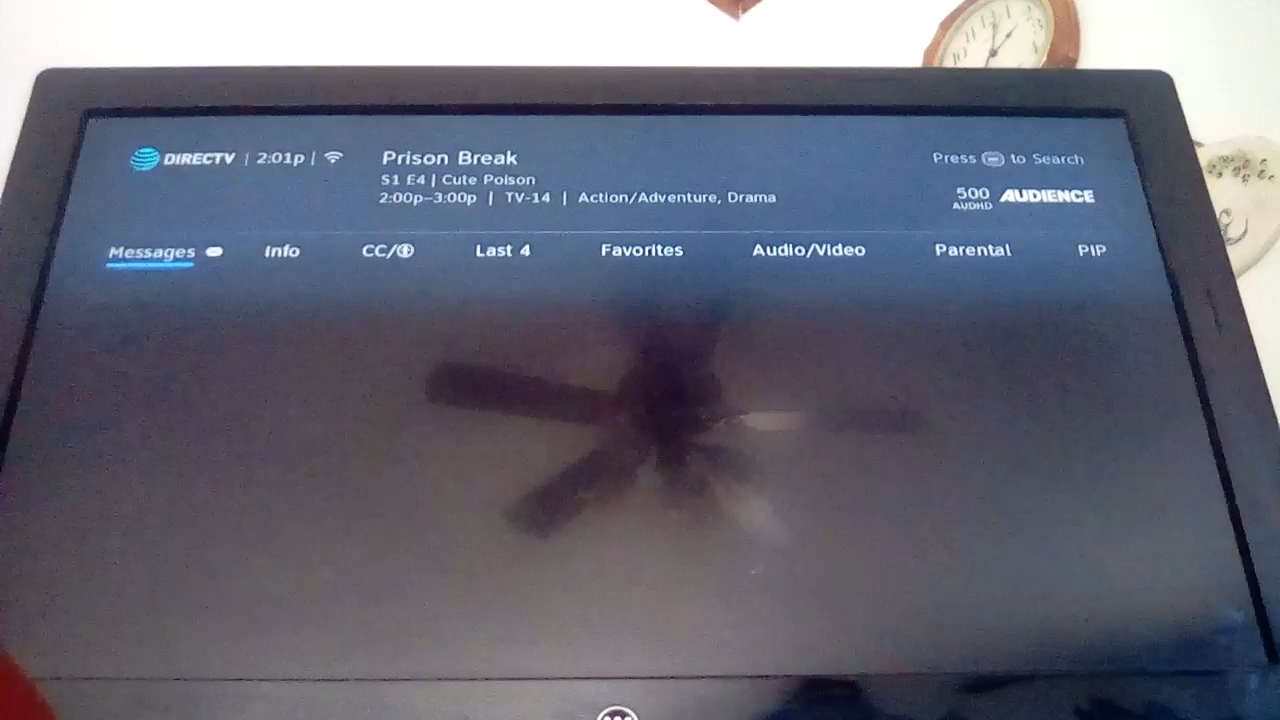 DIRECTV | 2:01p |
Prison Break
S1 E4 | Cute Poison
2:00p–3:00p | TV-14 | Action/Adventure, Drama
Press to Search
500 AUDIENCE
AUDHD
Messages Info CC/ Last 4 Favorites Audio/Video Parental PIP